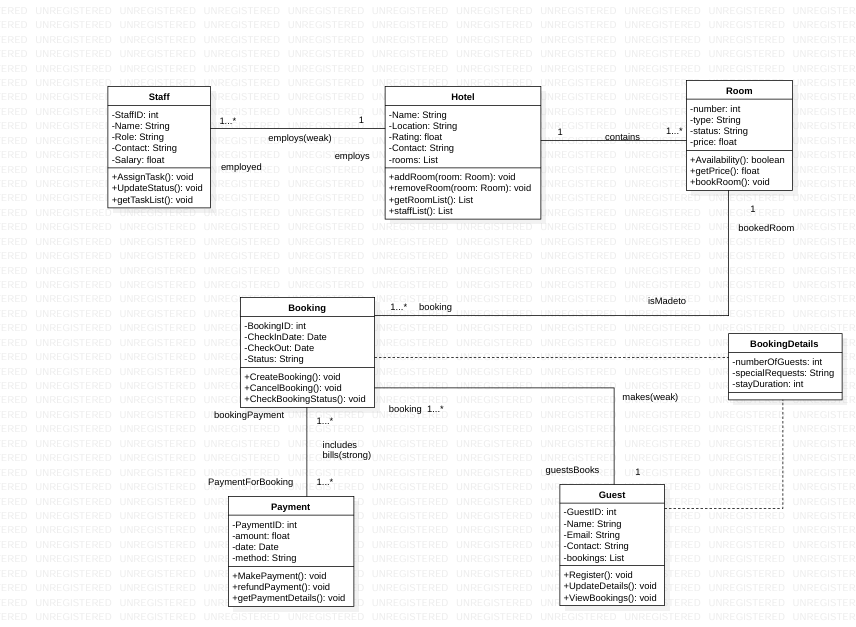 Staff
-StaffID: int
-Name: String
-Role: String
-Contact: String
-Salary: float
+AssignTask(): void
+UpdateStatus(): void
+getTaskList(): void
1...*
1
employs(weak)
employs
employed
Hotel
-Name: String
-Location: String
-Rating: float
-Contact: String
-rooms: List
+addRoom(room: Room): void
+removeRoom(room: Room): void
+getRoomList(): List
+staffList(): List
1
contains
1...*
Room
-number: int
-type: String
-status: String
-price: float
+Availability(): boolean
+getPrice(): float
+bookRoom(): void
1
bookedRoom
isMadeto
1...* booking
Booking
-BookingID: int
-CheckInDate: Date
-CheckOut: Date
-Status: String
+CreateBooking(): void
+CancelBooking(): void
+CheckBookingStatus(): void
BookingDetails
-numberOfGuests: int
-specialRequests: String
-stayDuration: int
makes(weak)
booking 1...*
bookingPayment
1...*
includes
bills(strong)
PaymentForBooking
1...*
guestsBooks
1
Payment
-PaymentID: int
-amount: float
-date: Date
-method: String
+MakePayment(): void
+refundPayment(): void
+getPaymentDetails(): void
Guest
-GuestID: int
-Name: String
-Email: String
-Contact: String
-bookings: List
+Register(): void
+UpdateDetails(): void
+ViewBookings(): void
UNREGISTERED